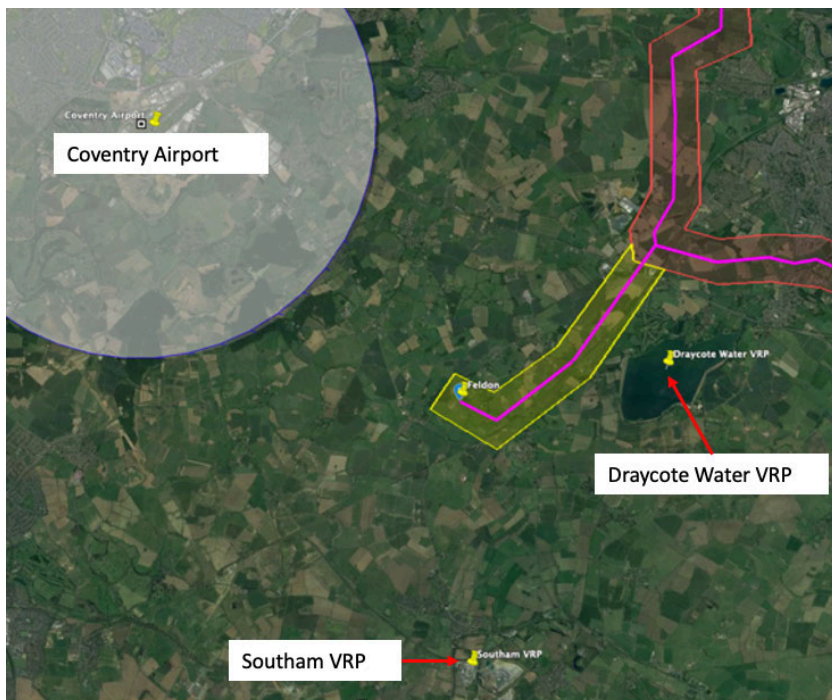 Coventry Airport
Coventry Airport
Feldon
Draycote Water VRP
Draycote Water VRP
Southam VRP
Southam VRP